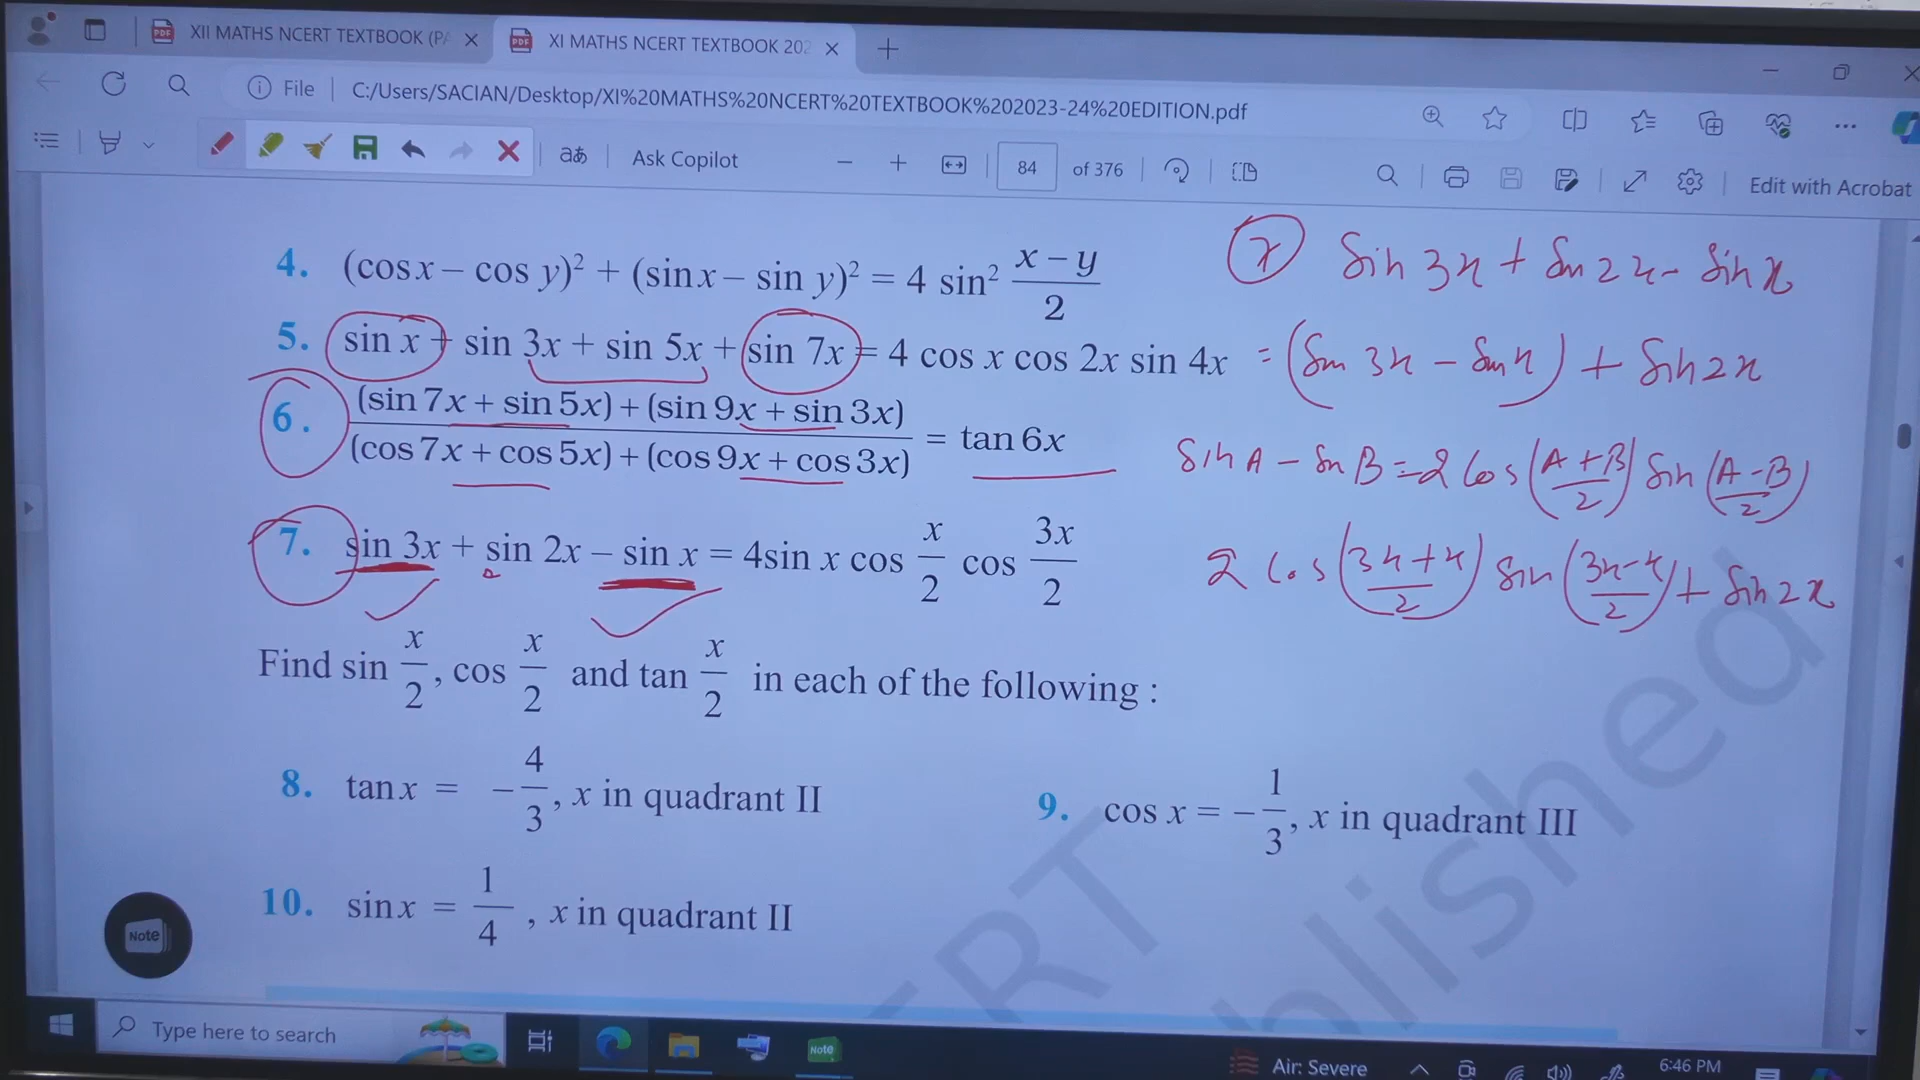 XII MATHS NCERT TEXTBOOK (PA
XI MATHS NCERT TEXTBOOK 202
File
C:/Users/SACIAN/Desktop/XI%20MATHS%20NCERT%20TEXTBOOK%202023-24%20EDITION.pdf
aあ Ask Copilot 84 of 376 Edit with Acrobat
4. (cos x – cos y)² + (sin x – sin y)² = 4 sin² (x – y)/2
5. sin x + sin 3x + sin 5x + sin 7x = 4 cos x cos 2x sin 4x
6. ((sin 7x + sin 5x) + (sin 9x + sin 3x))/((cos 7x + cos 5x) + (cos 9x + cos 3x)) = tan 6x
7. sin 3x + sin 2x – sin x = 4sin x cos x/2 cos 3x/2
Find sin x/2, cos x/2 and tan x/2 in each of the following :
8. tan x = –4/3, x in quadrant II
9. cos x = –1/3, x in quadrant III
10. sin x = 1/4, x in quadrant II
7 Sin 3x + Sin 2x - Sin x
= (Sin 3x - Sin x) + Sin 2x
Sin A - Sin B = 2 Cos (A+B/2) Sin (A-B/2)
2 Cos (3x+x/2) Sin (3x-x/2) + Sin 2x
ERT
blished
Note
Type here to search
Note
Air: Severe
6:46 PM